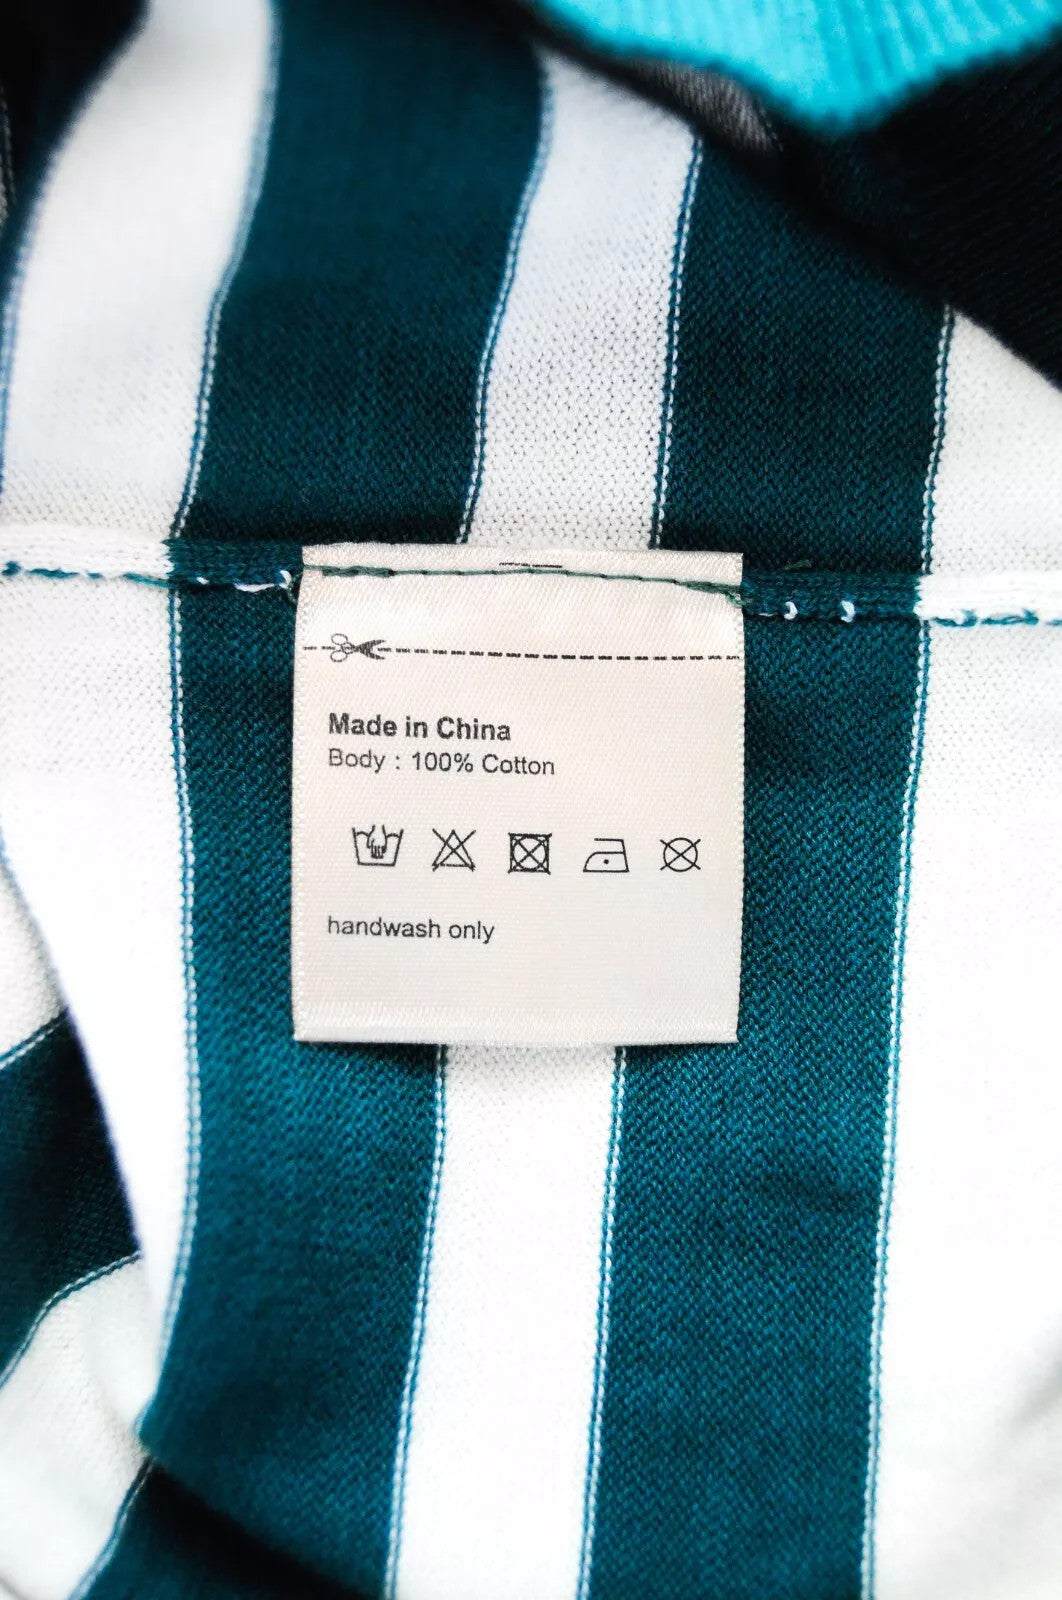 Made in China
Body : 100% Cotton
handwash only